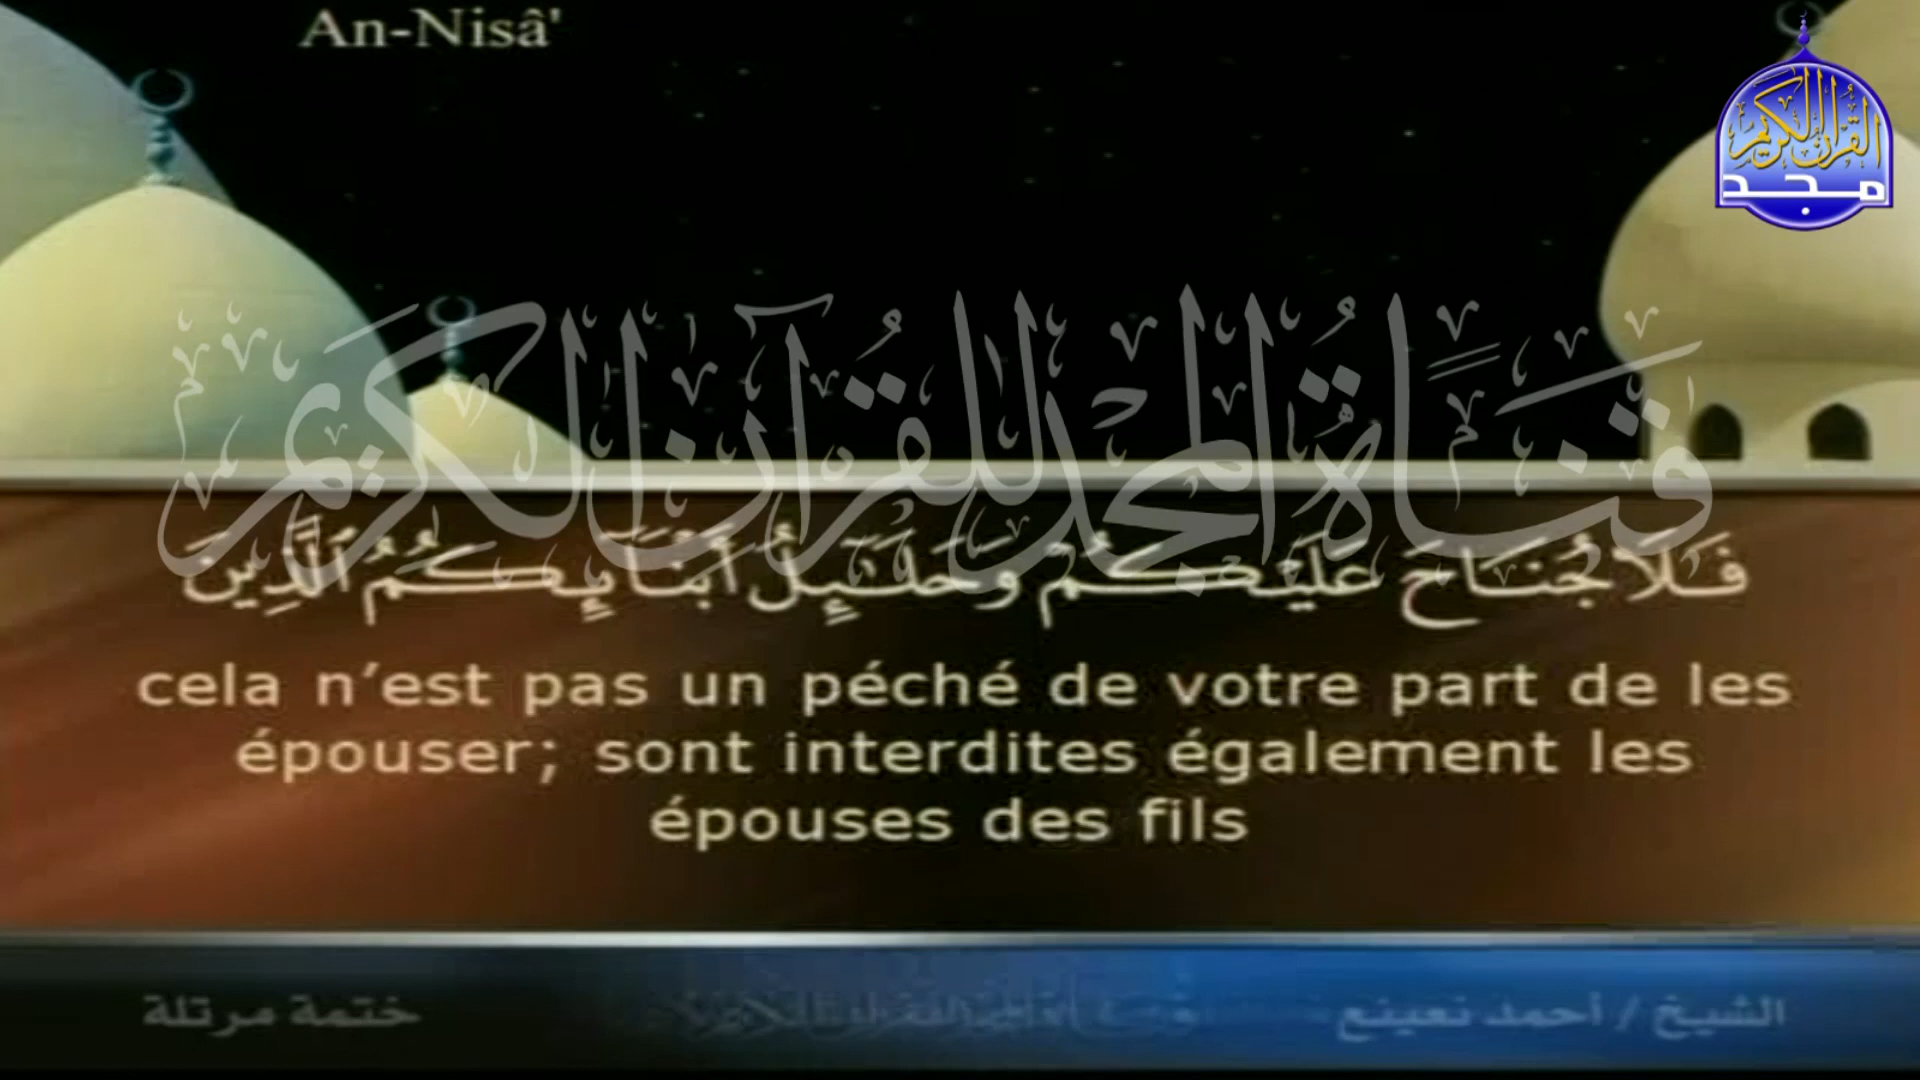 An-Nisâ'
القرآن الكريم
مجد
قناة المجد للقرآن الكريم
فَلَا جُنَاحَ عَلَيْكُمْ وَحَلَـٰٓئِلُ أَبْنَآئِكُمُ ٱلَّذِينَ
cela n’est pas un péché de votre part de les
épouser; sont interdites également les
épouses des fils
الشيخ / أحمد نعينع
ختمة مرتلة